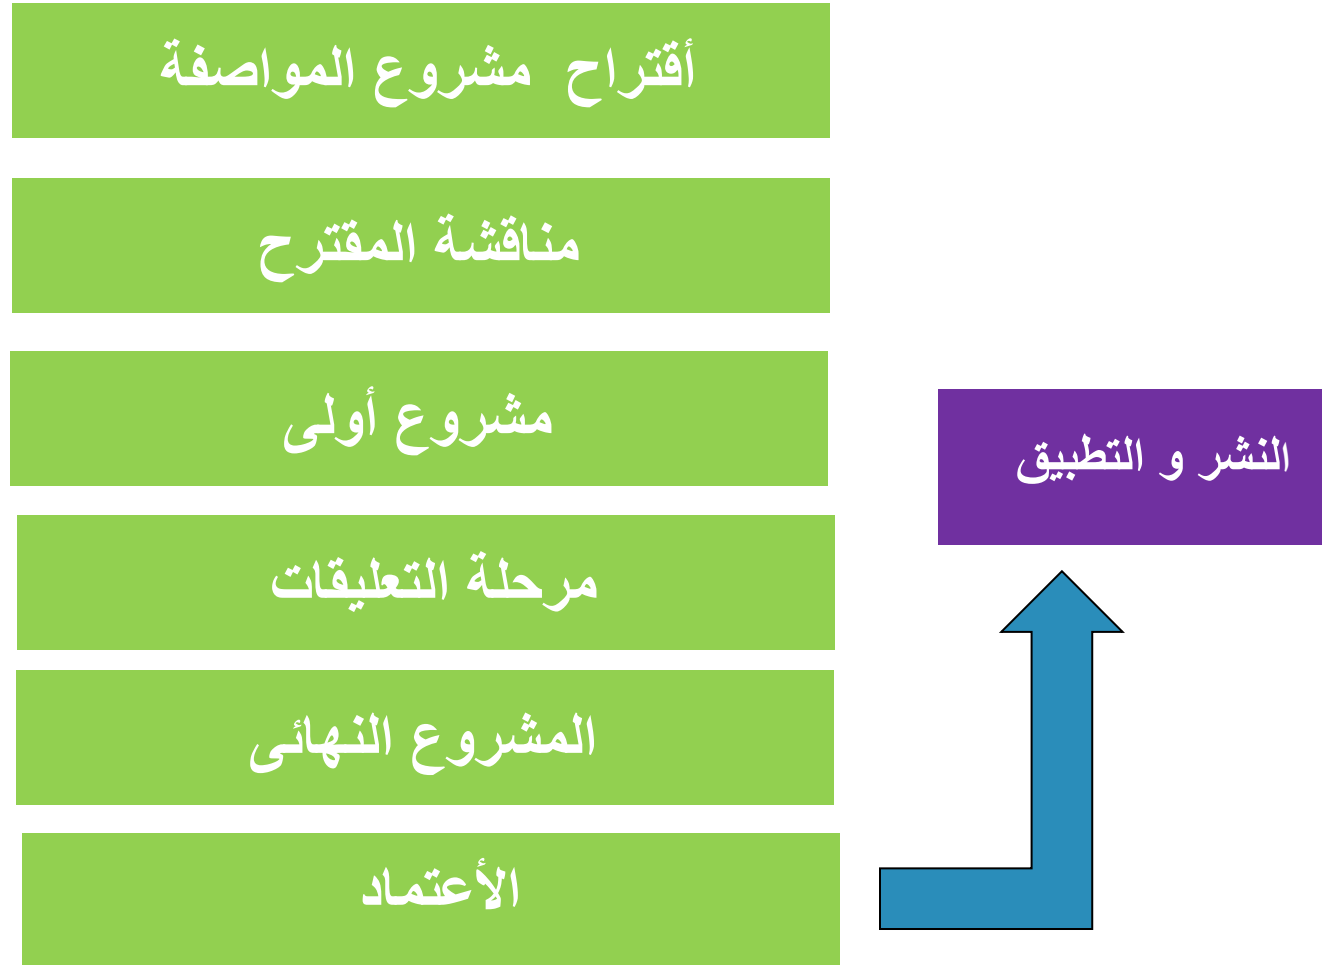 أقتراح مشروع المواصفة
مناقشة المقترح
مشروع أولى
مرحلة التعليقات
المشروع النهائى
الأعتماد
النشر و التطبيق